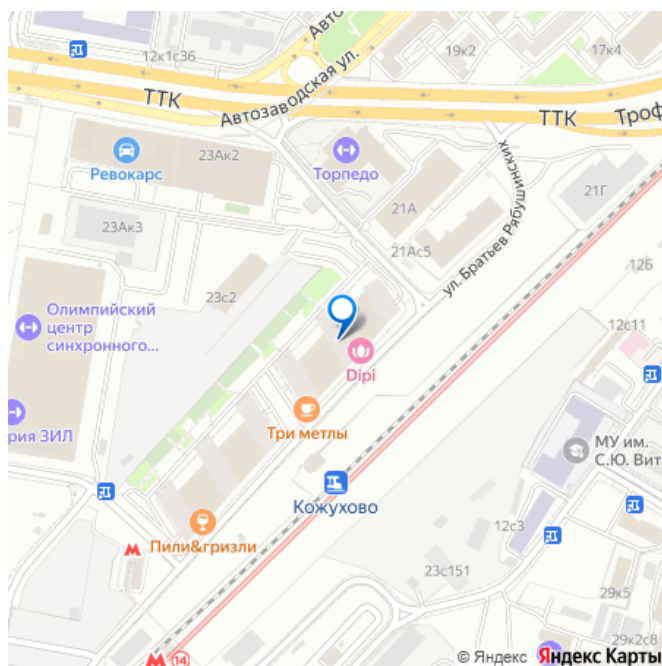 12к1с36
Авто
19к2
17к4
ТТК
Автозаводская ул.
ТТК
Троф
23Ак2
Ревокарс
Торпедо
ул. Братьев Рябушинских
21Г
21А
23Ак3
21Ас5
12Б
23с2
Олимпийский
центр
синхронного...
12с11
Dipi
рия ЗИЛ
Три метлы
МУ им.
С.Ю. Вит
Кожухово
12с3
Пили&гризли
23с151
29к5
29к2с8
14
© Яндекс Яндекс Карты